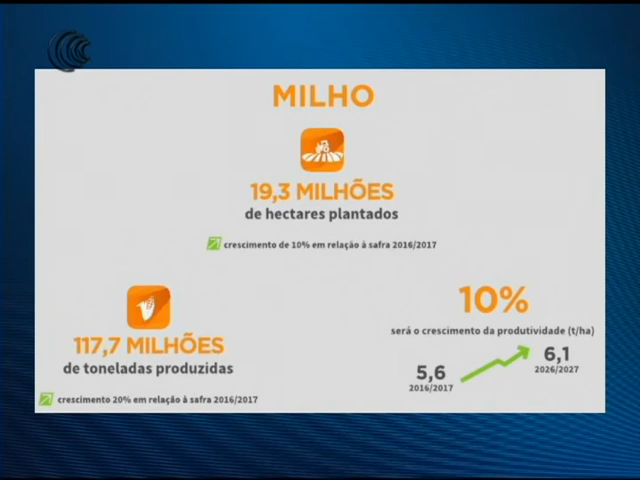 MILHO
19,3 MILHÕES
de hectares plantados
crescimento de 10% em relação à safra 2016/2017
117,7 MILHÕES
de toneladas produzidas
crescimento 20% em relação à safra 2016/2017
10%
será o crescimento da produtividade (t/ha)
5,6
2016/2017
6,1
2026/2027